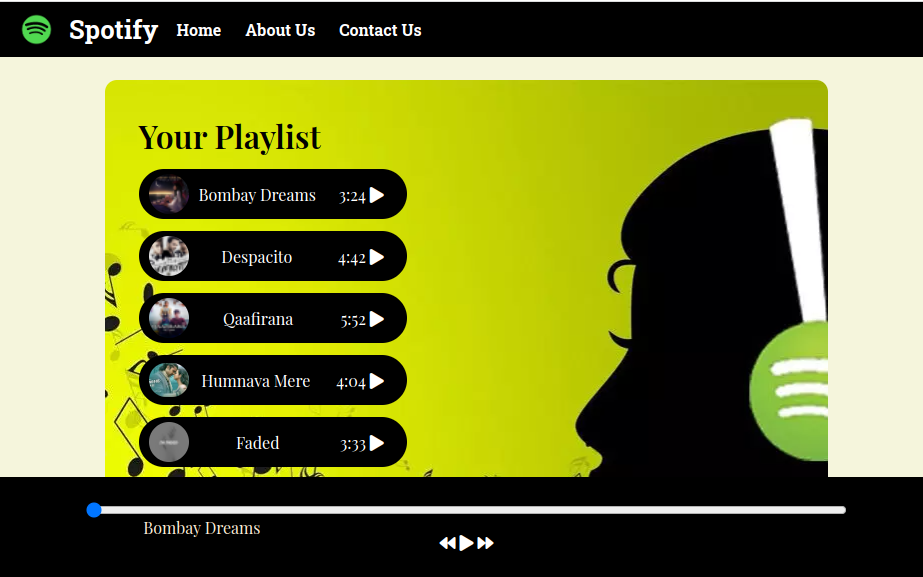 Spotify Home About Us Contact Us
Your Playlist
Bombay Dreams 3:24
Despacito 4:42
Qaafirana 5:52
Humnava Mere 4:04
Faded 3:33
Bombay Dreams